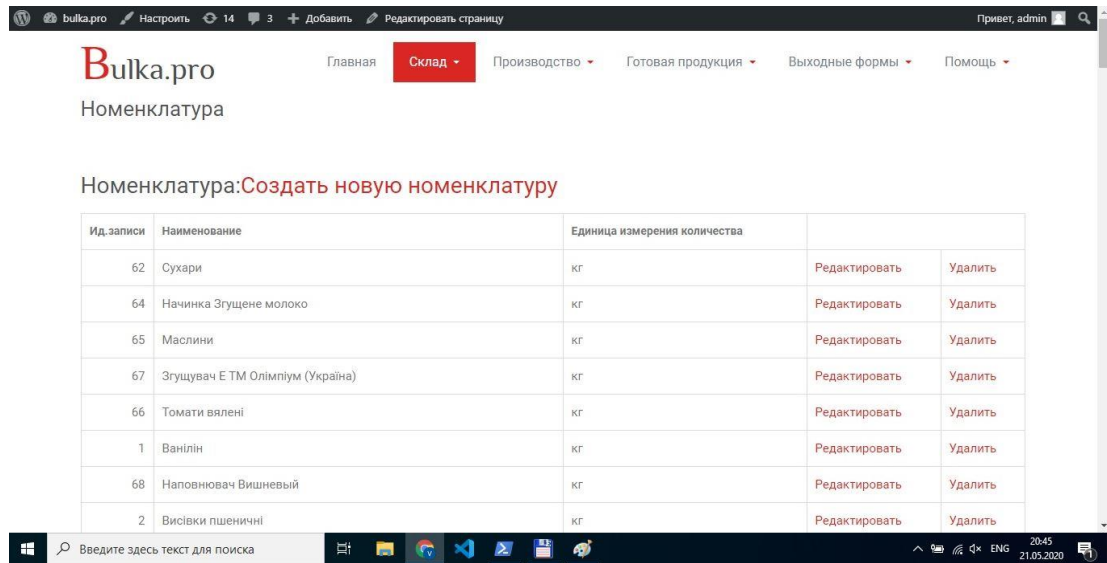 bulka.pro Настроить 14 3 Добавить Редактировать страницу Привет, admin
Bulka.pro Главная Склад Производство Готовая продукция Выходные формы Помощь
Номенклатура
Номенклатура:Создать новую номенклатуру
Ид.записи Наименование Единица измерения количества
62 Сухари кг Редактировать Удалить
64 Начинка Згущене молоко кг Редактировать Удалить
65 Маслини кг Редактировать Удалить
67 Згущувач Е ТМ Олімпіум (Україна) кг Редактировать Удалить
66 Томати вялені кг Редактировать Удалить
1 Ванілін кг Редактировать Удалить
68 Наповнювач Вишневый кг Редактировать Удалить
2 Висівки пшеничні кг Редактировать Удалить
Введите здесь текст для поиска ENG 20:45
21.05.2020 1